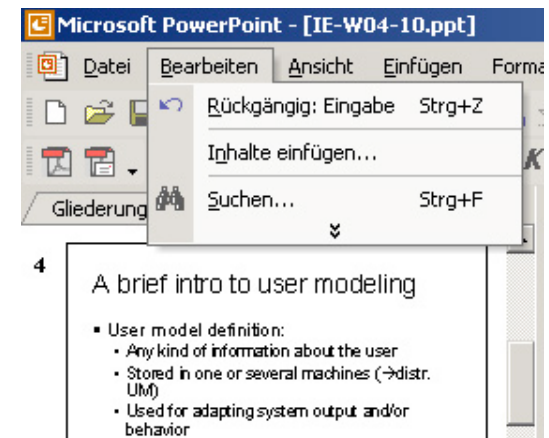 Microsoft PowerPoint - [IE-W04-10.ppt]
Datei Bearbeiten Ansicht Einfügen Forma
Rückgängig: Eingabe Strg+Z
Inhalte einfügen...
K
Suchen... Strg+F
Gliederung
4
A brief intro to user modeling
▪ User model definition:
• Any kind of information about the user
• Stored in one or several machines (→distr.
UM)
• Used for adapting system output and/or
behavior